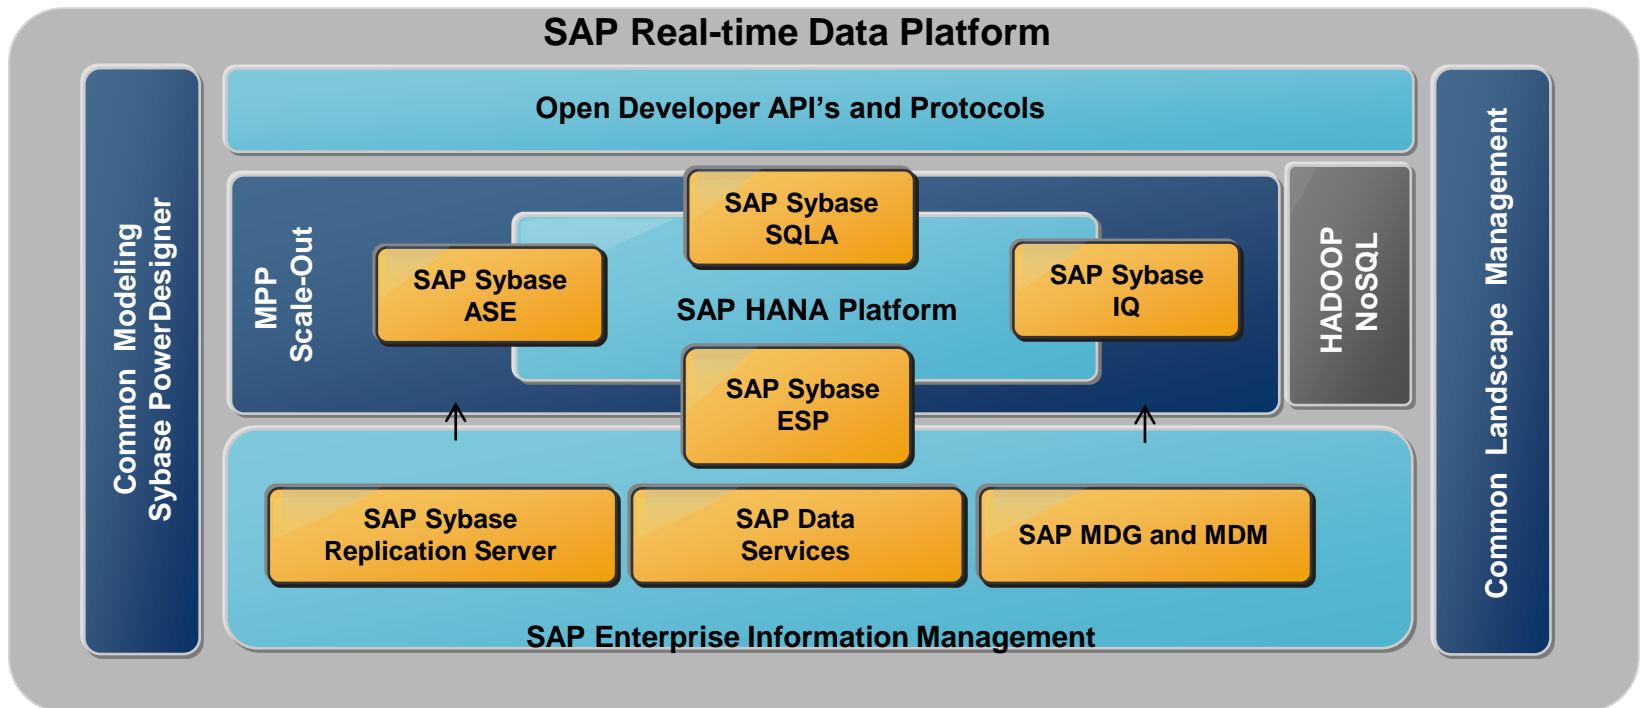 SAP Real-time Data Platform
Common Modeling
Sybase PowerDesigner
Open Developer API's and Protocols
MPP
Scale-Out
SAP Sybase
SQLA
SAP Sybase
ASE
SAP HANA Platform
SAP Sybase
IQ
SAP Sybase
ESP
HADOOP
NoSQL
Common Landscape Management
SAP Sybase
Replication Server
SAP Data
Services
SAP MDG and MDM
SAP Enterprise Information Management